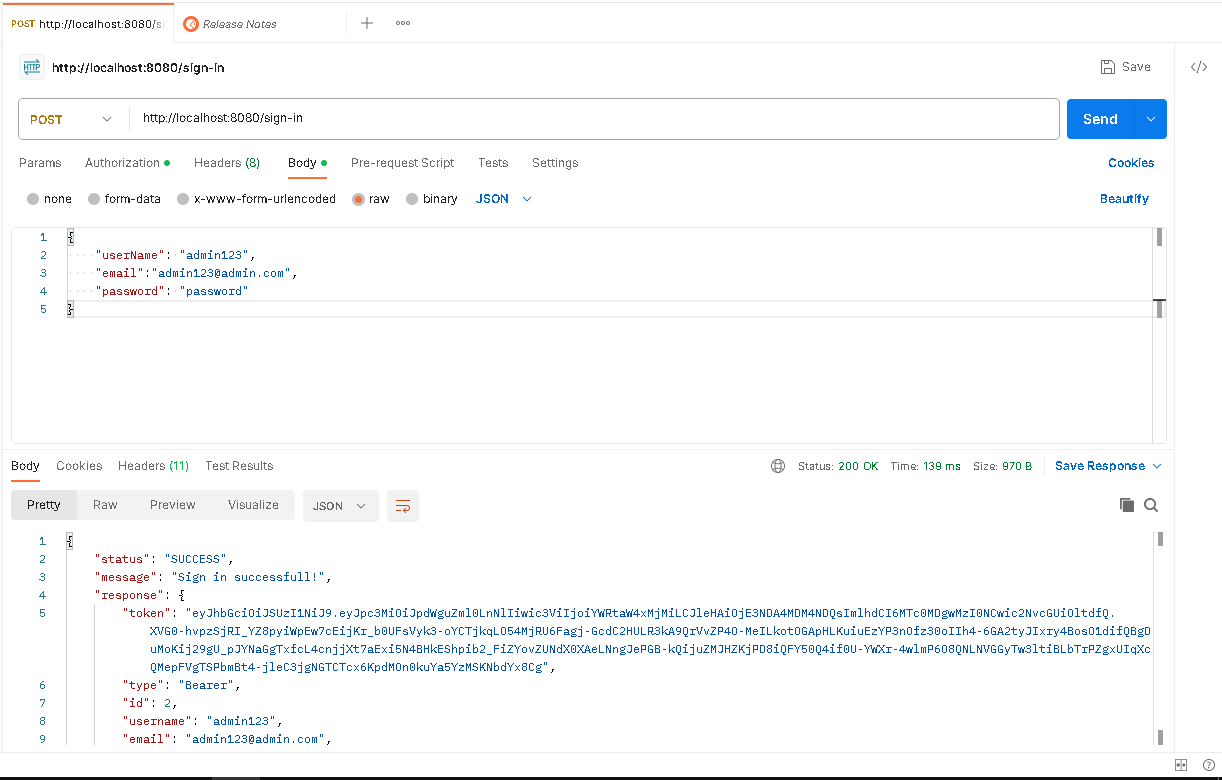 POST http://localhost:8080/si
Release Notes
http://localhost:8080/sign-in
Save
POST
http://localhost:8080/sign-in
Send
Params Authorization Headers (8) Body Pre-request Script Tests Settings Cookies
none form-data x-www-form-urlencoded raw binary JSON Beautify
1 {
2 "userName": "admin123",
3 "email":"admin123@admin.com",
4 "password": "password"
5 }
Body Cookies Headers (11) Test Results Status: 200 OK Time: 139 ms Size: 970 B Save Response
Pretty Raw Preview Visualize JSON
1 {
2 "status": "SUCCESS",
3 "message": "Sign in successfull!",
4 "response": {
5 "token": "eyJhbGciOiJSUzI1NiJ9.eyJpc3MiOiJpdWguZml0LnNlIiwic3ViIjoiYWRtaW4xMjMiLCJleHAiOjE3NDA4MDM4NDQsImlhdCI6MTc0MDgwMzI0NCwic2NvcGUiOltdfQ.
XVG0-hvpzSjRI_YZ8pyiWpEw7cEijKr_b0UFsVyk3-oYCTjkqLO54MjRU6Fagj-GcdC2HULR3kA9QrVvZP4O-MeILkotOGApHLKuiuEzYP3nOfz30oIIh4-6GA2tyJIxry4BosO1difQBgD
uMoKij29gU_pJYNaGgTxfcL4cnjjXt7aExi5N4BHkEShpib2_FiZYovZUNdX0XAeLNngJePGB-kQijuZMJHZKjPD8iQFY50Q4if0U-YWXr-4wlmP6O8QNLNVGGyTw3ltiBLbTrPZgxUIqXc
QMepFVgTSPbmBt4-jleC3jgNGTCTcx6KpdMOn0kuYa5YzMSKNbdYx8Cg",
6 "type": "Bearer",
7 "id": 2,
8 "username": "admin123",
9 "email": "admin123@admin.com",